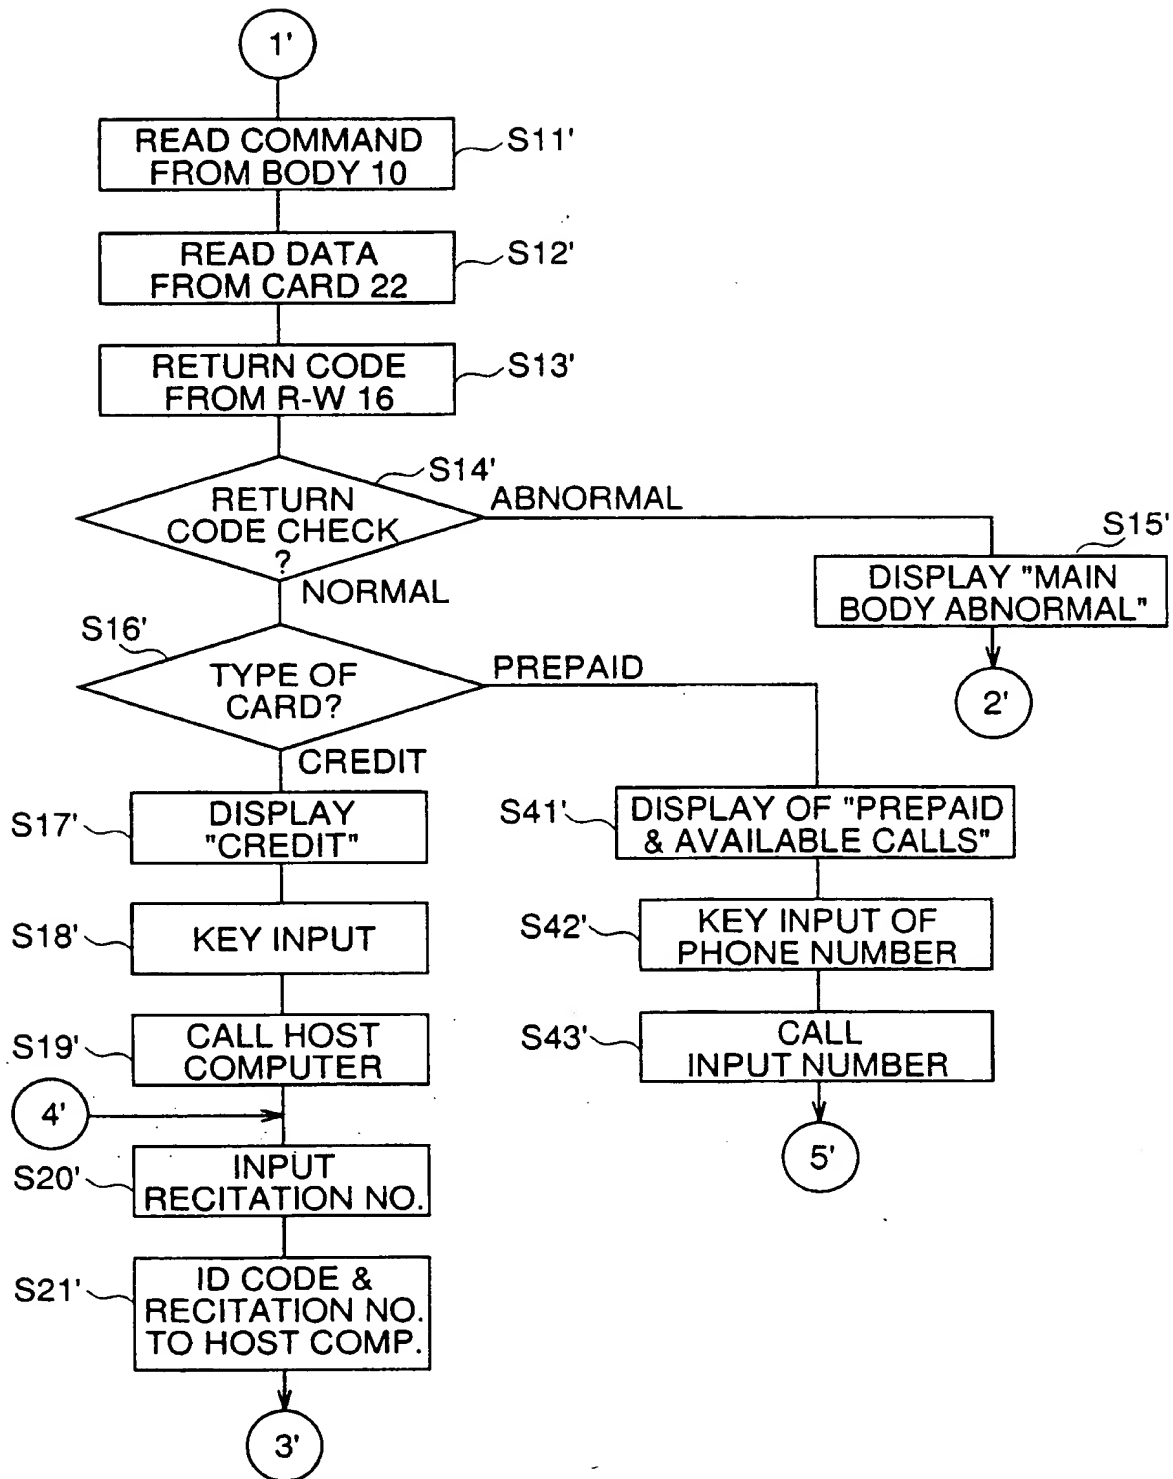 1'
READ COMMAND
FROM BODY 10
S11'
READ DATA
FROM CARD 22
S12'
RETURN CODE
FROM R-W 16
S13'
S14'
RETURN
CODE CHECK
?
ABNORMAL
NORMAL
S15'
DISPLAY "MAIN
BODY ABNORMAL"
2'
S16'
TYPE OF
CARD?
PREPAID
CREDIT
S17'
DISPLAY
"CREDIT"
S18'
KEY INPUT
S19'
CALL HOST
COMPUTER
4'
S20'
INPUT
RECITATION NO.
S21'
ID CODE &
RECITATION NO.
TO HOST COMP.
3'
S41'
DISPLAY OF "PREPAID
& AVAILABLE CALLS"
S42'
KEY INPUT OF
PHONE NUMBER
S43'
CALL
INPUT NUMBER
5'